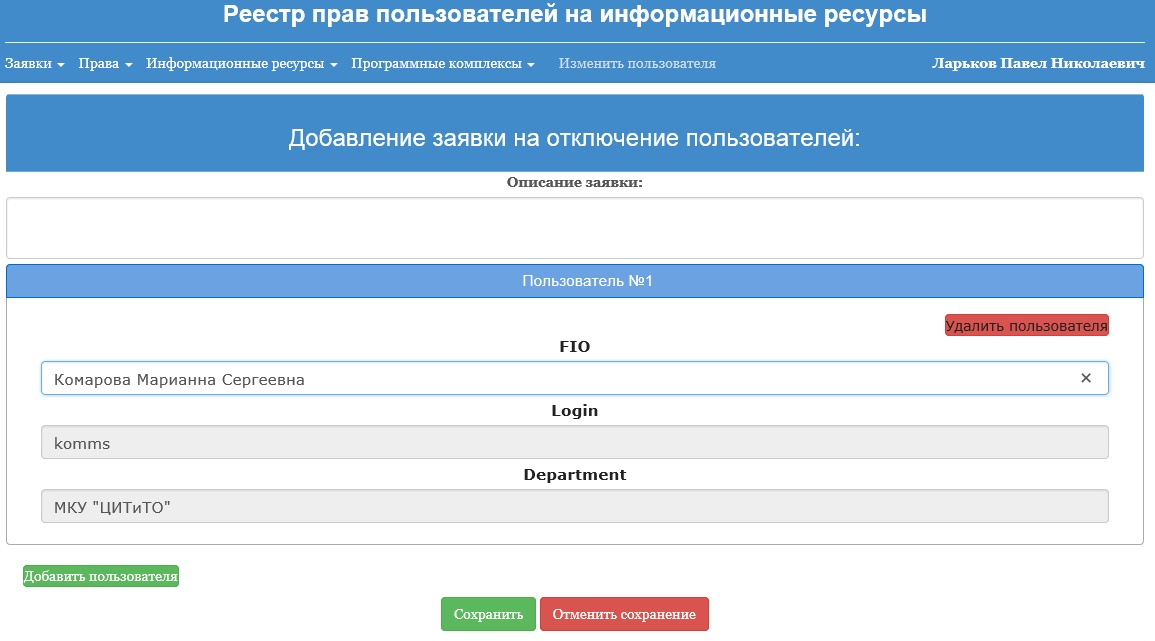 Реестр прав пользователей на информационные ресурсы
Заявки Права Информационные ресурсы Программные комплексы Изменить пользователя Ларьков Павел Николаевич
Добавление заявки на отключение пользователей:
Описание заявки:
Пользователь №1
Удалить пользователя
FIO
Комарова Марианна Сергеевна ×
Login
komms
Department
МКУ "ЦИТиТО"
Добавить пользователя
Сохранить Отменить сохранение